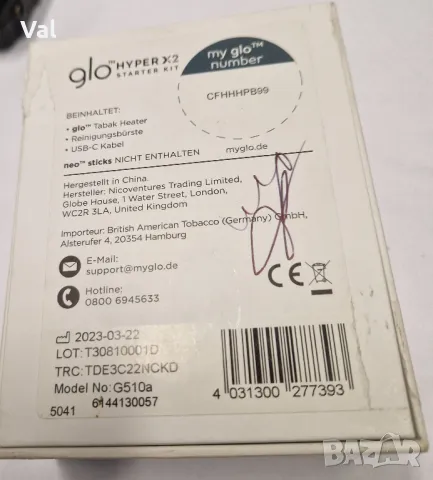 Val
glo™ HYPER X2
STARTER KIT
my glo™
number
CFHHHPB99
BEINHALTET:
• glo™ Tabak Heater
• Reinigungsbürste
• USB-C Kabel
neo™ sticks NICHT ENTHALTEN
myglo.de
Hergestellt in China.
Hersteller: Nicoventures Trading Limited,
Globe House, 1 Water Street, London,
WC2R 3LA, United Kingdom
Importeur: British American Tobacco (Germany) GmbH,
Alsterufer 4, 20354 Hamburg
E-Mail:
support@myglo.de
Hotline:
0800 6945633
CE
2023-03-22
LOT: T30810001D
TRC: TDE3C22NCKD
Model No: G510a
5041 6144130057
4 031300 277393
BAZAR
bg